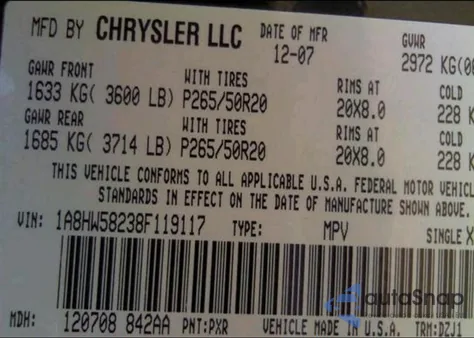 MFD BY CHRYSLER LLC DATE OF MFR GVWR
12-07 2972 KG(
GAWR FRONT WITH TIRES RIMS AT COLD
1633 KG( 3600 LB) P265/50R20 20X8.0 228 K
GAWR REAR WITH TIRES RIMS AT COLD
1685 KG( 3714 LB) P265/50R20 20X8.0 228 K
THIS VEHICLE CONFORMS TO ALL APPLICABLE U.S.A. FEDERAL MOTOR VEHIC
STANDARDS IN EFFECT ON THE DATE OF MANUFACTURE SHOWN ABOVE.
VIN: 1A8HW58238F119117 TYPE: MPV SINGLE X
autoSnap
MDH: 120708 842AA PNT:PXR VEHICLE MADE IN U.S.A. TRM:DZJ1